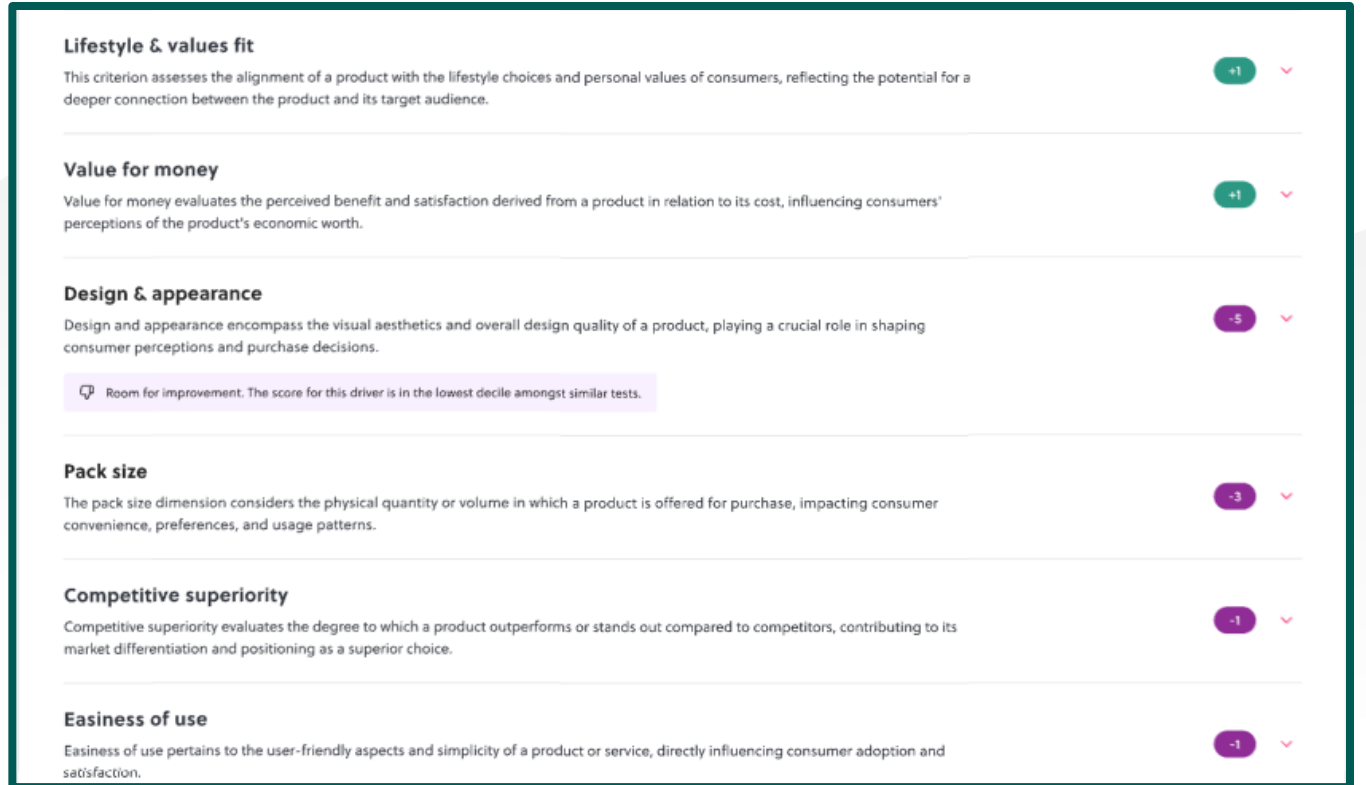 Lifestyle & values fit
This criterion assesses the alignment of a product with the lifestyle choices and personal values of consumers, reflecting the potential for a
deeper connection between the product and its target audience.
+1
Value for money
Value for money evaluates the perceived benefit and satisfaction derived from a product in relation to its cost, influencing consumers'
perceptions of the product's economic worth.
+1
Design & appearance
Design and appearance encompass the visual aesthetics and overall design quality of a product, playing a crucial role in shaping
consumer perceptions and purchase decisions.
-5
Room for improvement. The score for this driver is in the lowest decile amongst similar tests.
Pack size
The pack size dimension considers the physical quantity or volume in which a product is offered for purchase, impacting consumer
convenience, preferences, and usage patterns.
-3
Competitive superiority
Competitive superiority evaluates the degree to which a product outperforms or stands out compared to competitors, contributing to its
market differentiation and positioning as a superior choice.
-1
Easiness of use
Easiness of use pertains to the user-friendly aspects and simplicity of a product or service, directly influencing consumer adoption and
satisfaction.
-1